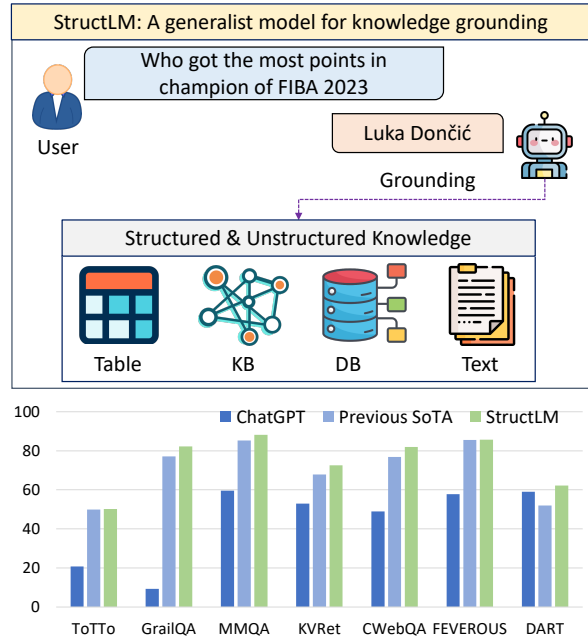 StructLM: A generalist model for knowledge grounding
Who got the most points in
champion of FIBA 2023
User
Luka Dončić
Grounding
Structured & Unstructured Knowledge
Table KB DB Text
100
ChatGPT Previous SoTA StructLM
80
60
40
20
0
ToTTo GrailQA MMQA KVRet CWebQA FEVEROUS DART